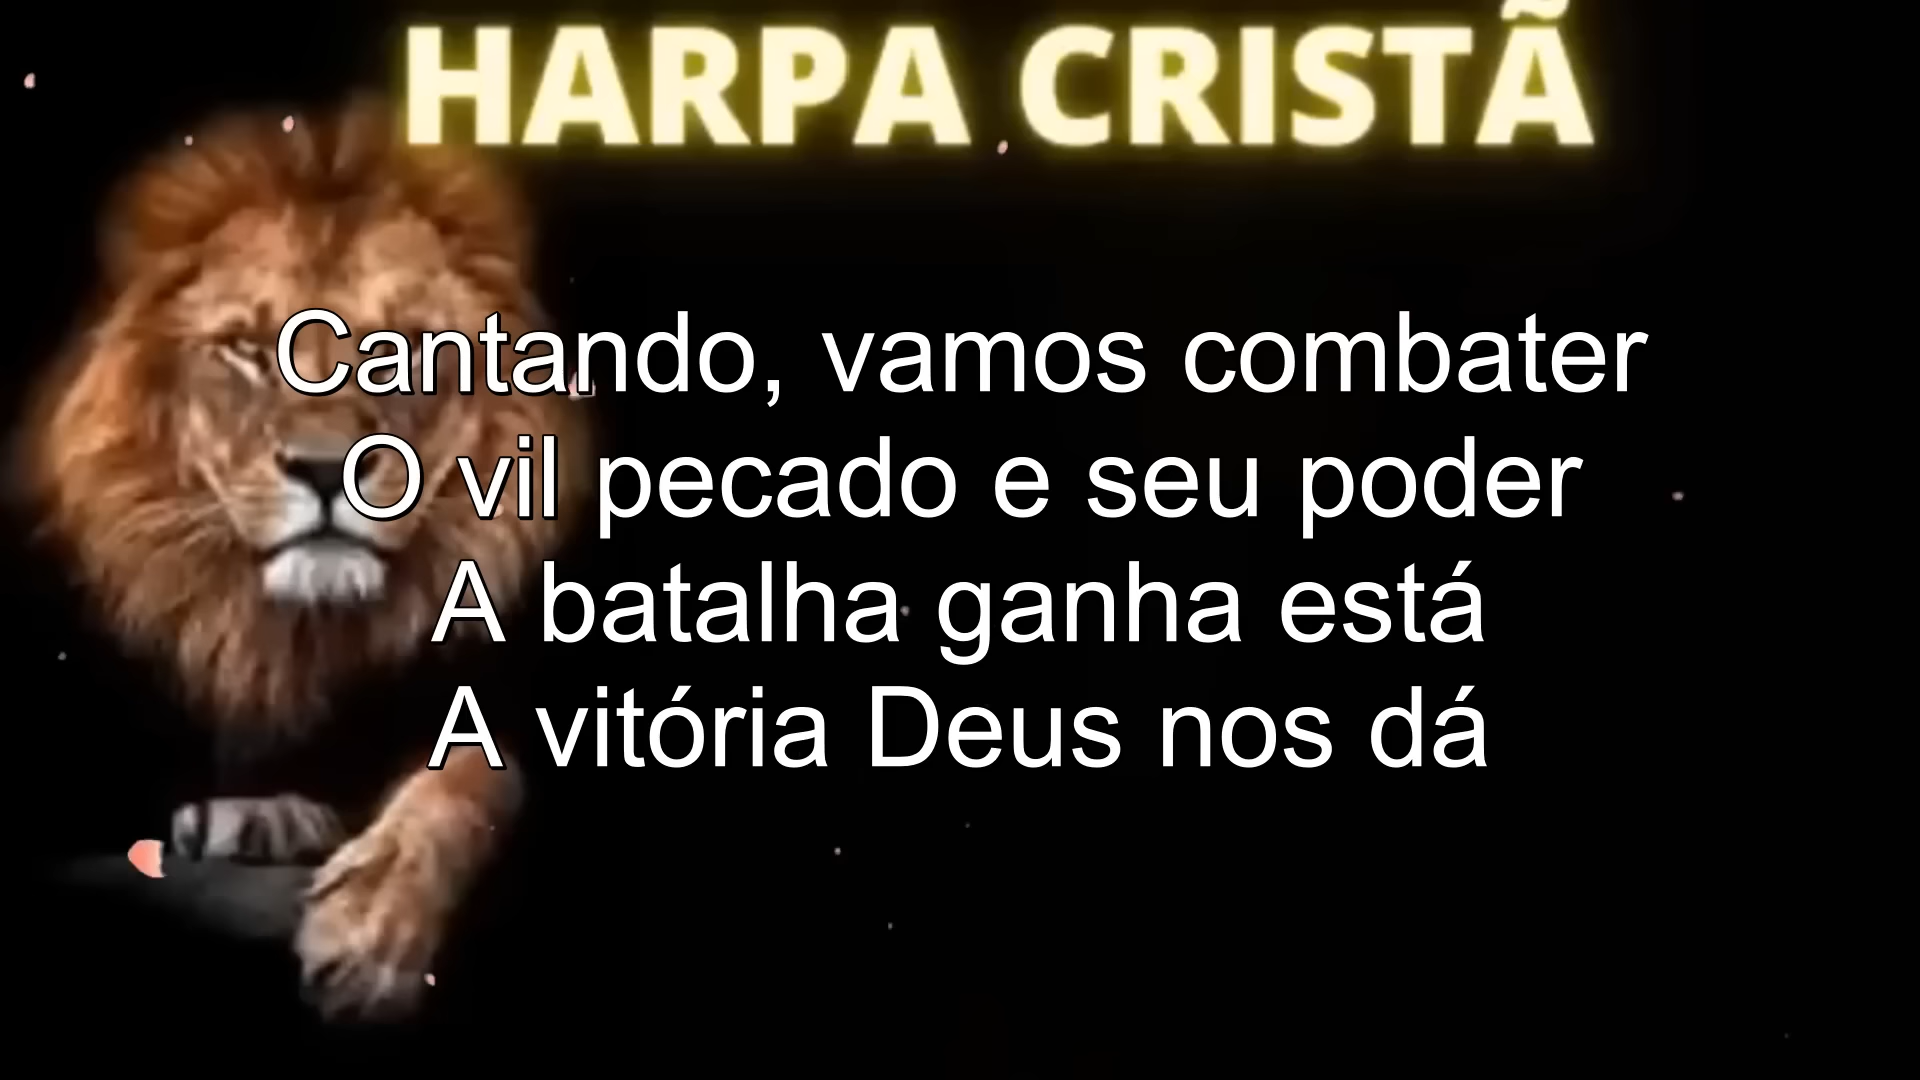 HARPA CRISTÃ
Cantando, vamos combater
O vil pecado e seu poder
A batalha ganha está
A vitória Deus nos dá